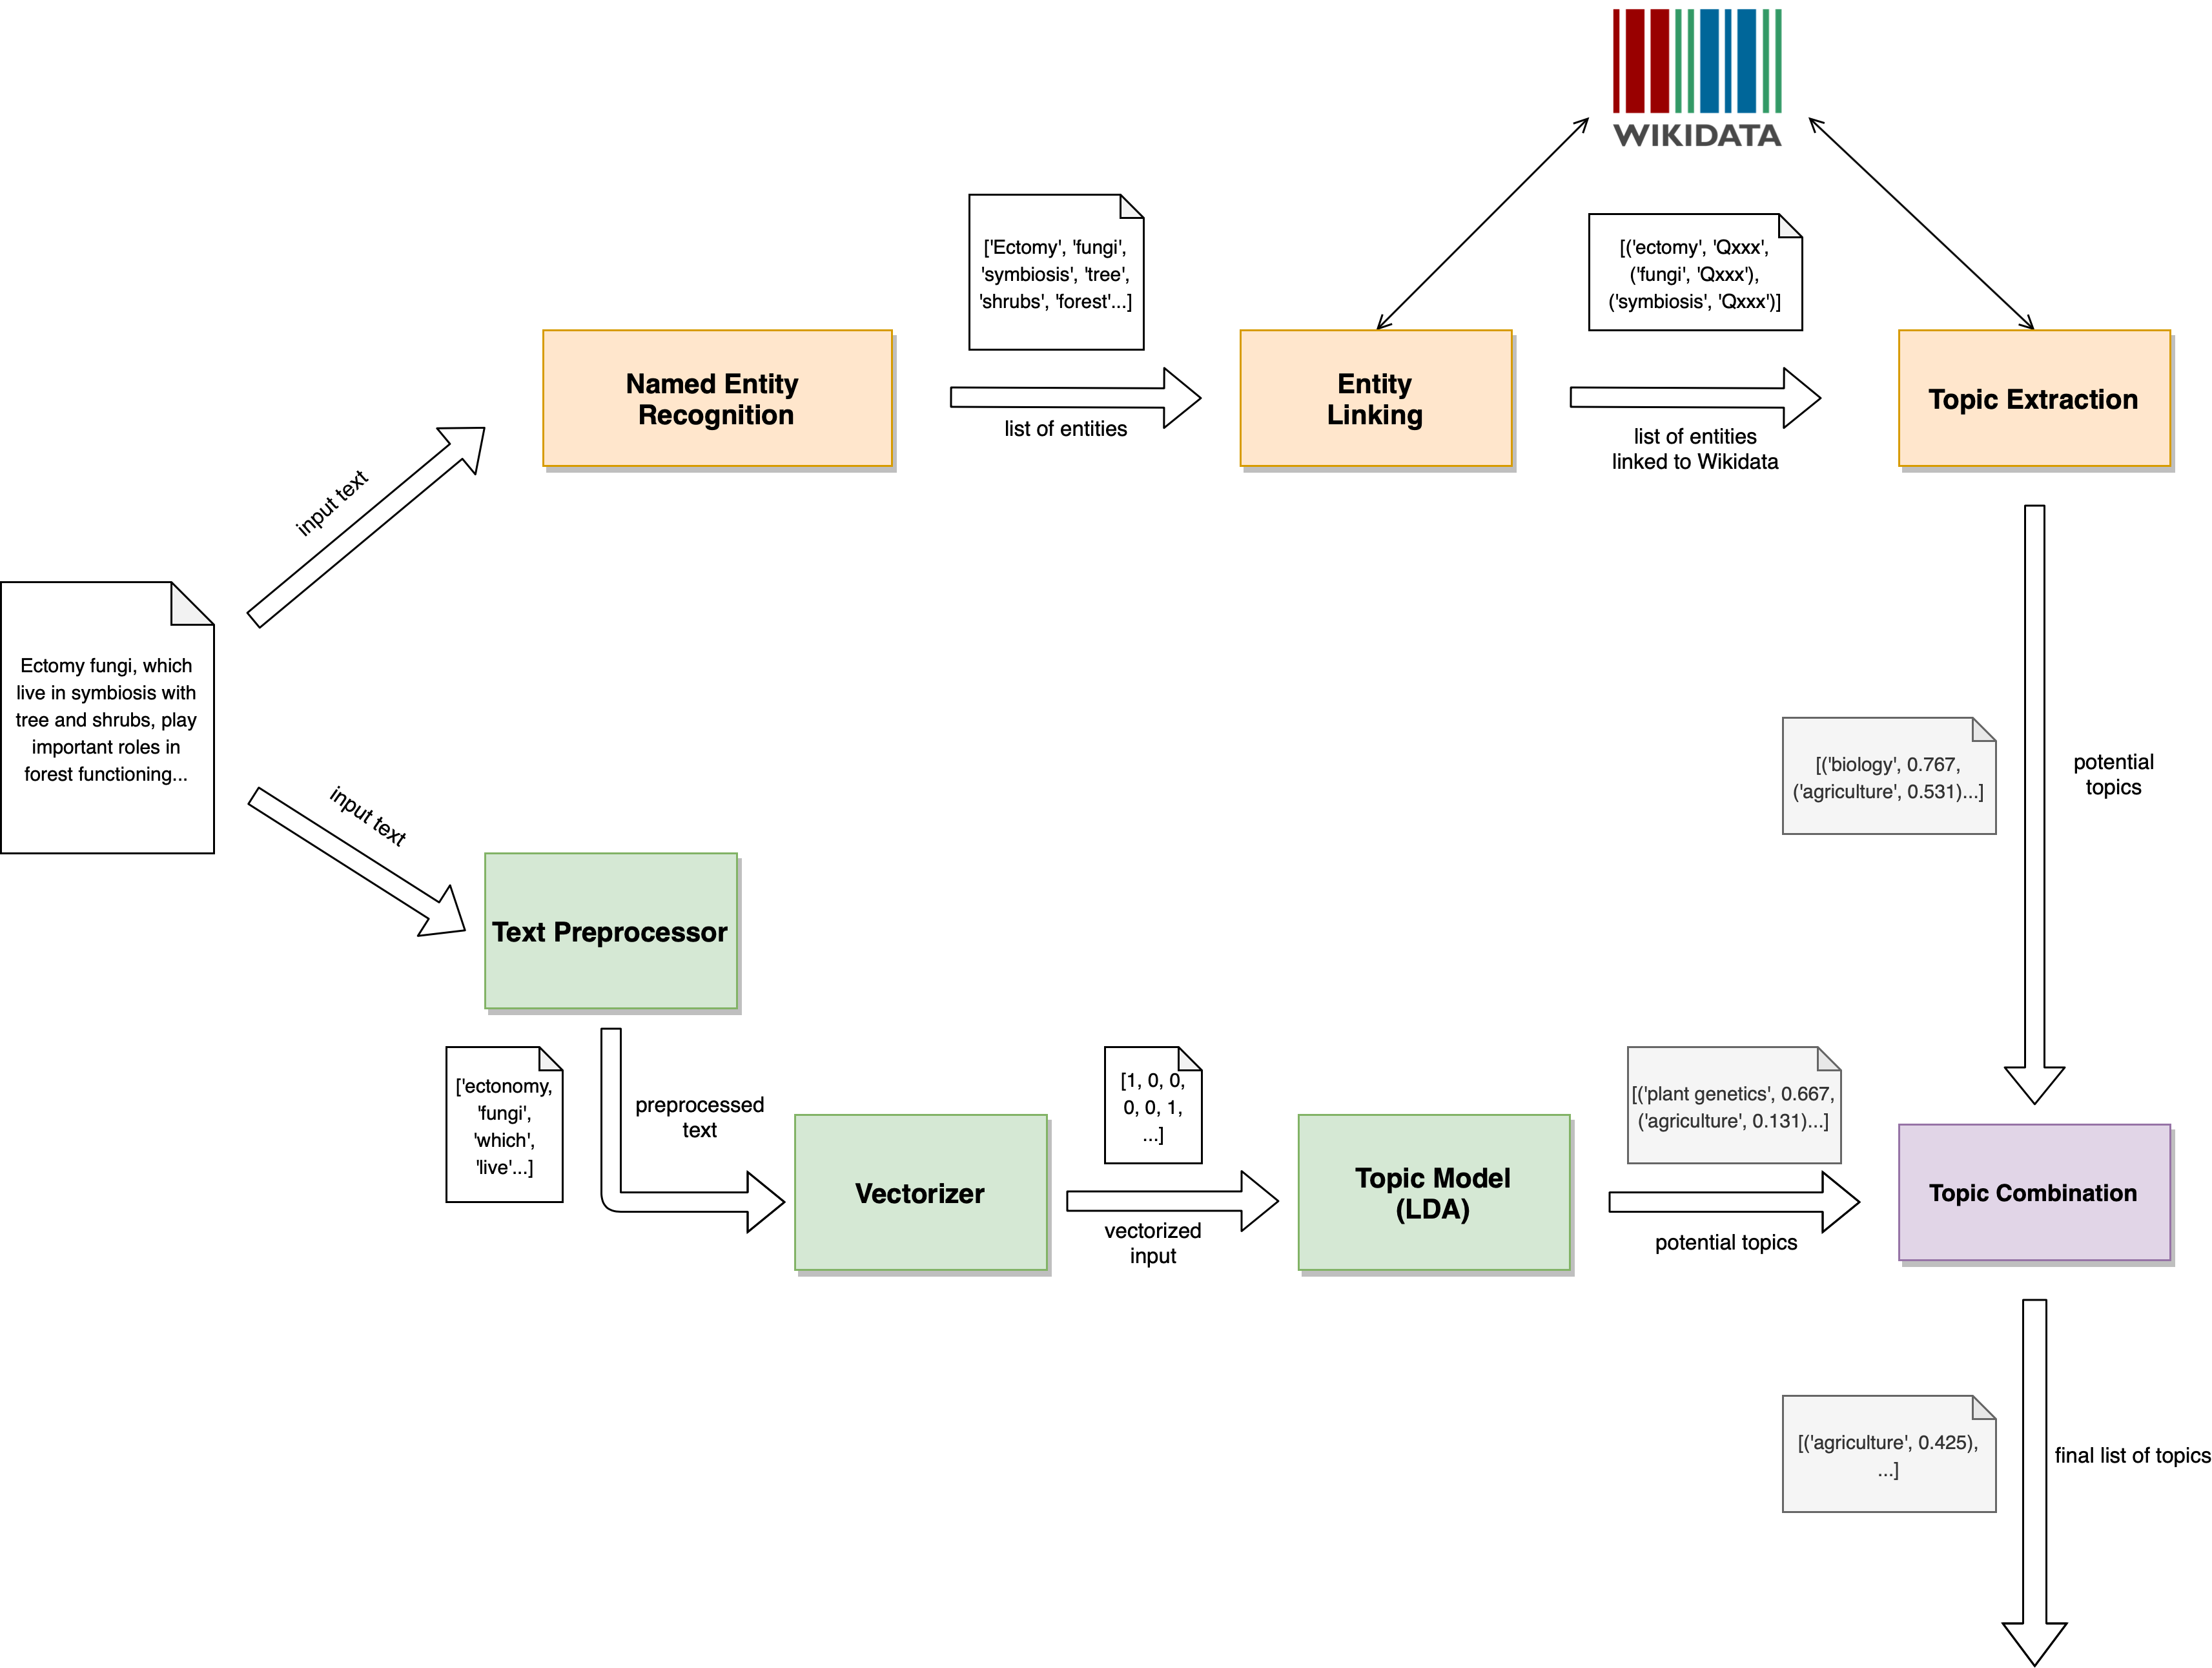 WIKIDATA
['Ectomy', 'fungi',
'symbiosis', 'tree',
'shrubs', 'forest'...]
[('ectomy', 'Qxxx',
('fungi', 'Qxxx'),
('symbiosis', 'Qxxx')]
Named Entity
Recognition
list of entities
Entity
Linking
list of entities
linked to Wikidata
Topic Extraction
input text
Ectomy fungi, which
live in symbiosis with
tree and shrubs, play
important roles in
forest functioning...
input text
[('biology', 0.767,
('agriculture', 0.531)...]
potential
topics
Text Preprocessor
['ectonomy,
'fungi',
'which',
'live'...]
preprocessed
text
Vectorizer
[1, 0, 0,
0, 0, 1,
...]
vectorized
input
Topic Model
(LDA)
[('plant genetics', 0.667,
('agriculture', 0.131)...]
potential topics
Topic Combination
[('agriculture', 0.425),
...]
final list of topics